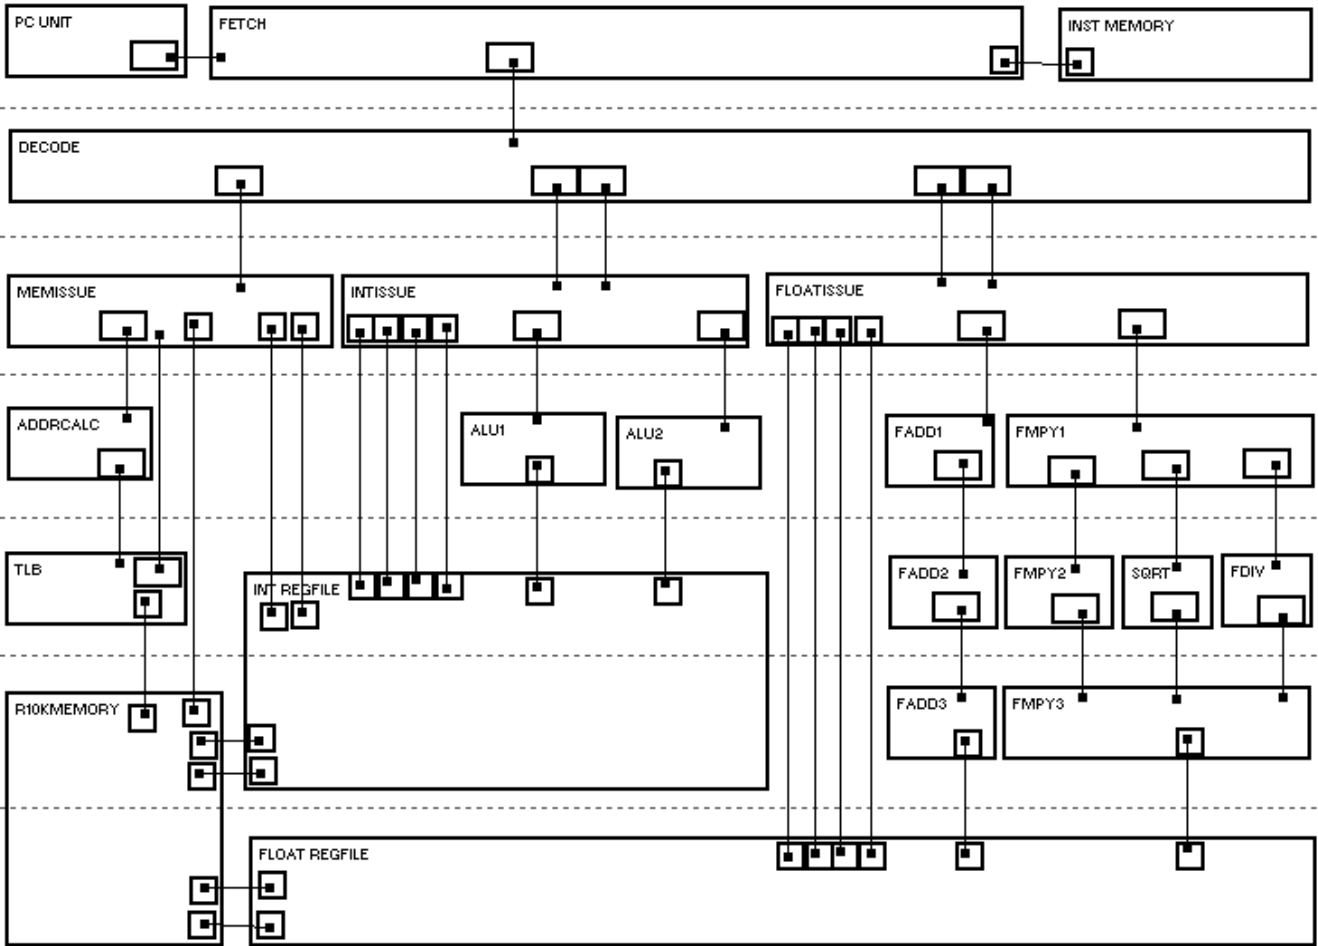 PC UNIT
FETCH
INST MEMORY
DECODE
MEMISSUE
INTISSUE
FLOATISSUE
ADDRCALC
ALU1
ALU2
FADD1
FMPY1
TLB
INT REGFILE
FADD2
FMPY2
SQRT
FDIV
R10KMEMORY
FADD3
FMPY3
FLOAT REGFILE